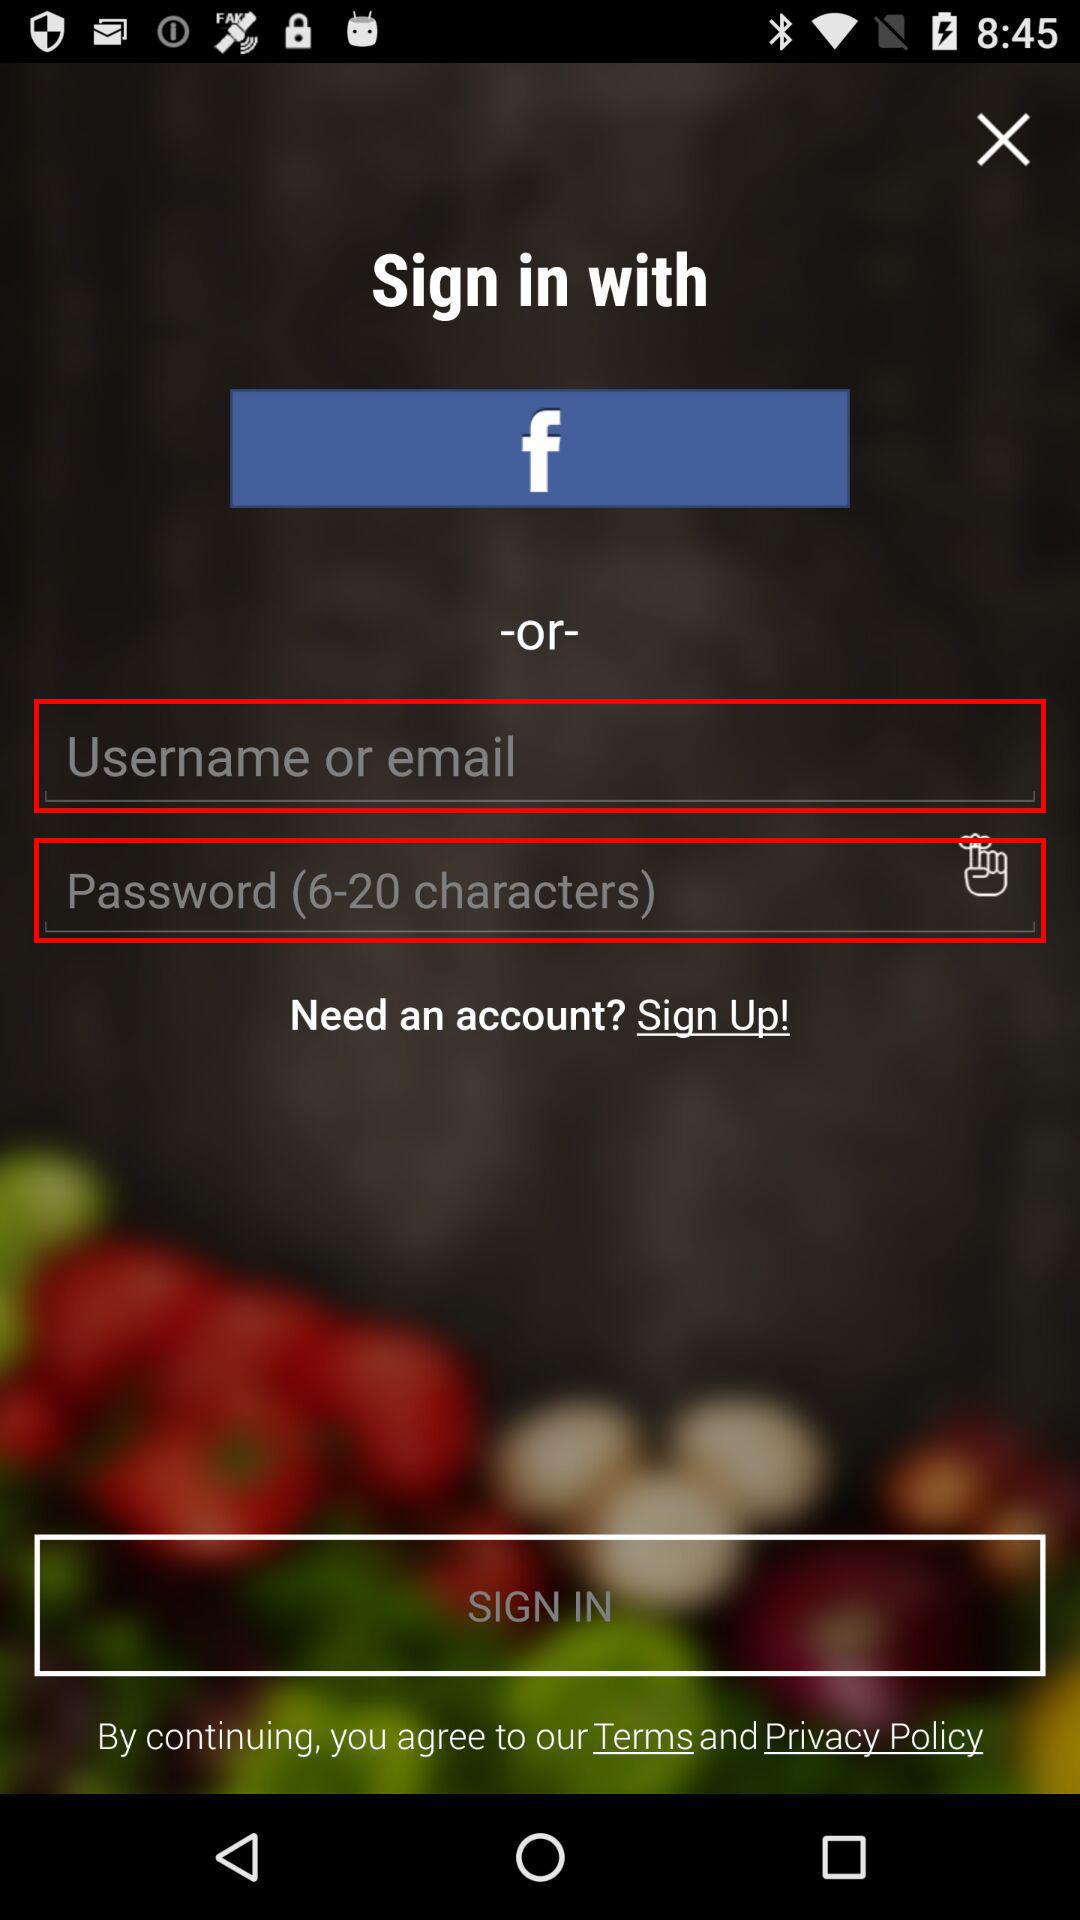 FAKE
8:45
Sign in with
f
-or-
Username or email
Password (6-20 characters)
Need an account? Sign Up!
SIGN IN
By continuing, you agree to our Terms and Privacy Policy